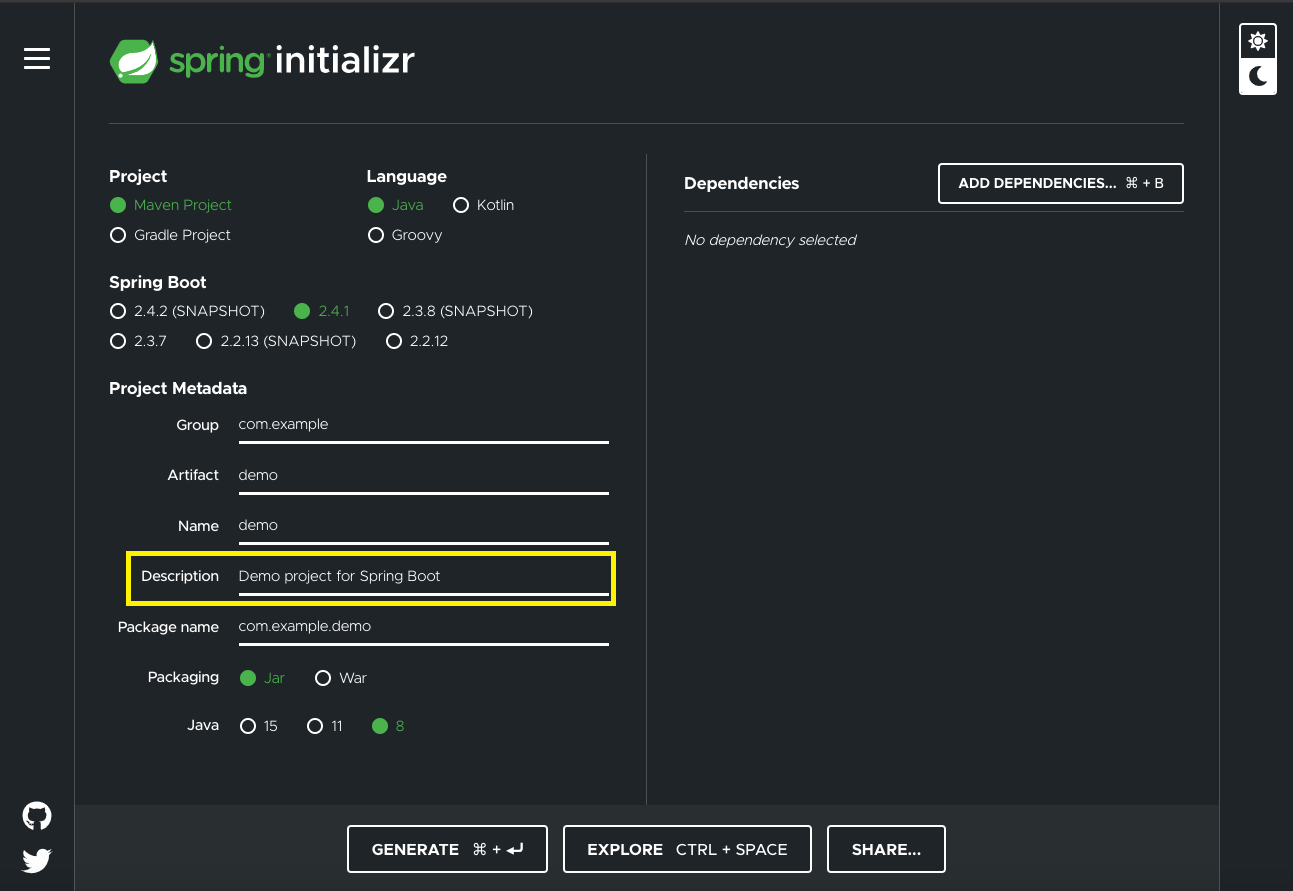 spring initializr
Project
Maven Project
Gradle Project
Language
Java Kotlin
Groovy
Spring Boot
2.4.2 (SNAPSHOT) 2.4.1 2.3.8 (SNAPSHOT)
2.3.7 2.2.13 (SNAPSHOT) 2.2.12
Project Metadata
Group com.example
Artifact demo
Name demo
Description Demo project for Spring Boot
Package name com.example.demo
Packaging Jar War
Java 15 11 8
Dependencies ADD DEPENDENCIES... ⌘ + B
No dependency selected
GENERATE ⌘ + ⏎ EXPLORE CTRL + SPACE SHARE...